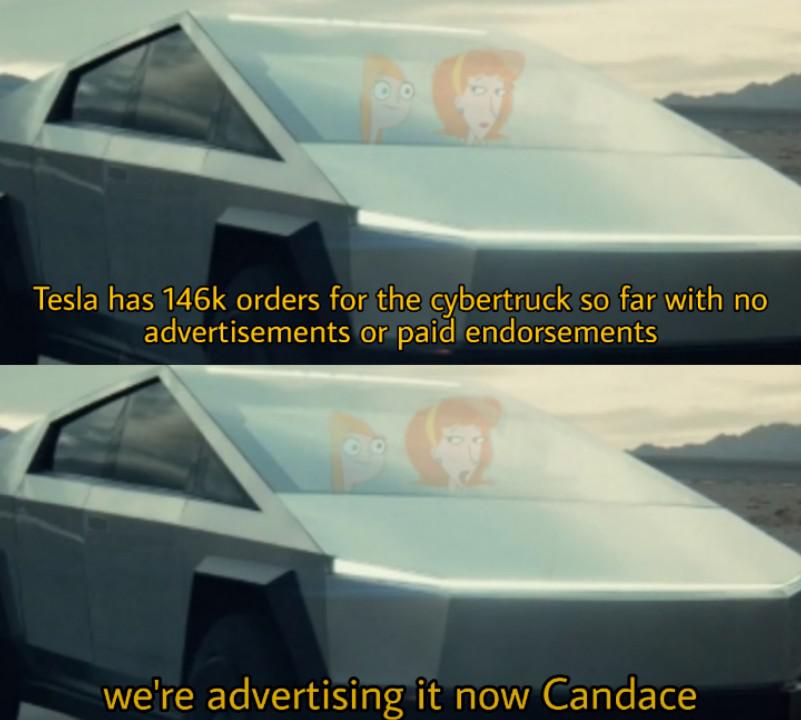 Tesla has 146k orders for the cybertruck so far with no
advertisements or paid endorsements
we're advertising it now Candace